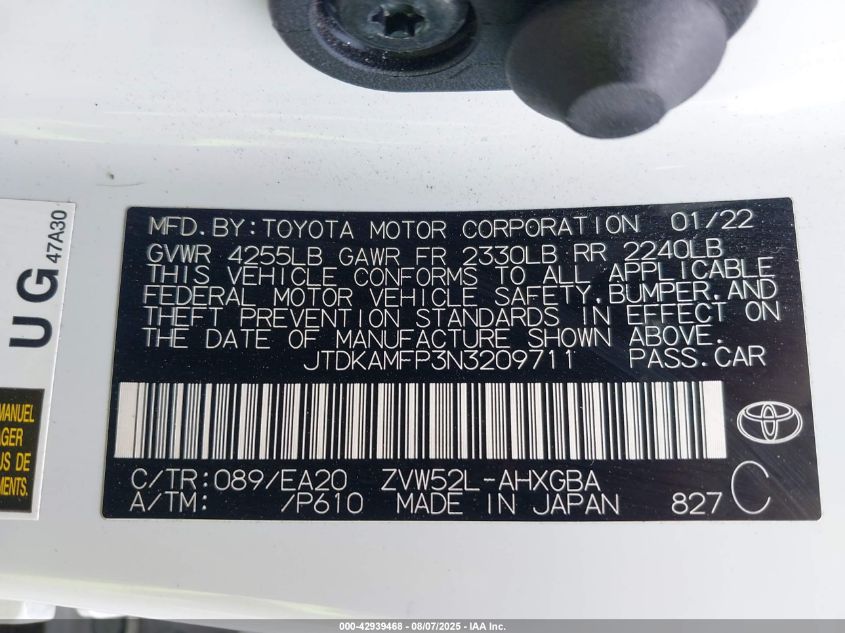 MFD. BY: TOYOTA MOTOR CORPORATION 01/22
GVWR 4255LB GAWR FR 2330LB RR 2240LB
THIS VEHICLE CONFORMS TO ALL APPLICABLE
FEDERAL MOTOR VEHICLE SAFETY, BUMPER, AND
THEFT PREVENTION STANDARDS IN EFFECT ON
THE DATE OF MANUFACTURE SHOWN ABOVE.
JTDKAMFP3N3209711 PASS.CAR
C/TR: 089/EA20 ZVW52L-AHXGBA
A/TM: /P610 MADE IN JAPAN 827 C
UG
47A30
MANUEL
AGER
US DE
MENTS.
000-42939468 - 08/07/2025 - IAA Inc.